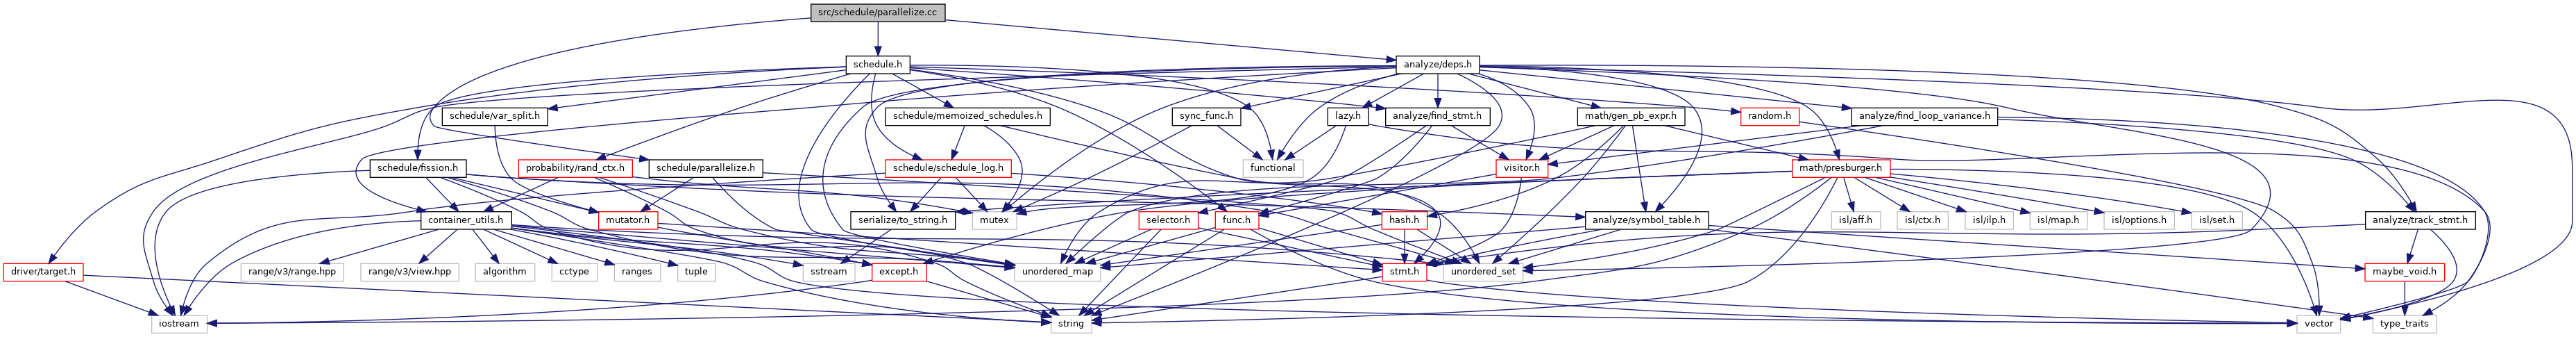 src/schedule/parallelize.cc
schedule.h
analyze/deps.h
schedule/var_split.h
schedule/memoized_schedules.h
sync_func.h
lazy.h
analyze/find_stmt.h
math/gen_pb_expr.h
random.h
analyze/find_loop_variance.h
schedule/fission.h
probability/rand_ctx.h
schedule/parallelize.h
schedule/schedule_log.h
functional
visitor.h
math/presburger.h
container_utils.h
mutator.h
serialize/to_string.h
mutex
selector.h
func.h
hash.h
analyze/symbol_table.h
isl/aff.h
isl/ctx.h
isl/ilp.h
isl/map.h
isl/options.h
isl/set.h
analyze/track_stmt.h
driver/target.h
range/v3/range.hpp
range/v3/view.hpp
algorithm
cctype
ranges
tuple
sstream
except.h
unordered_map
stmt.h
unordered_set
maybe_void.h
iostream
string
vector
type_traits